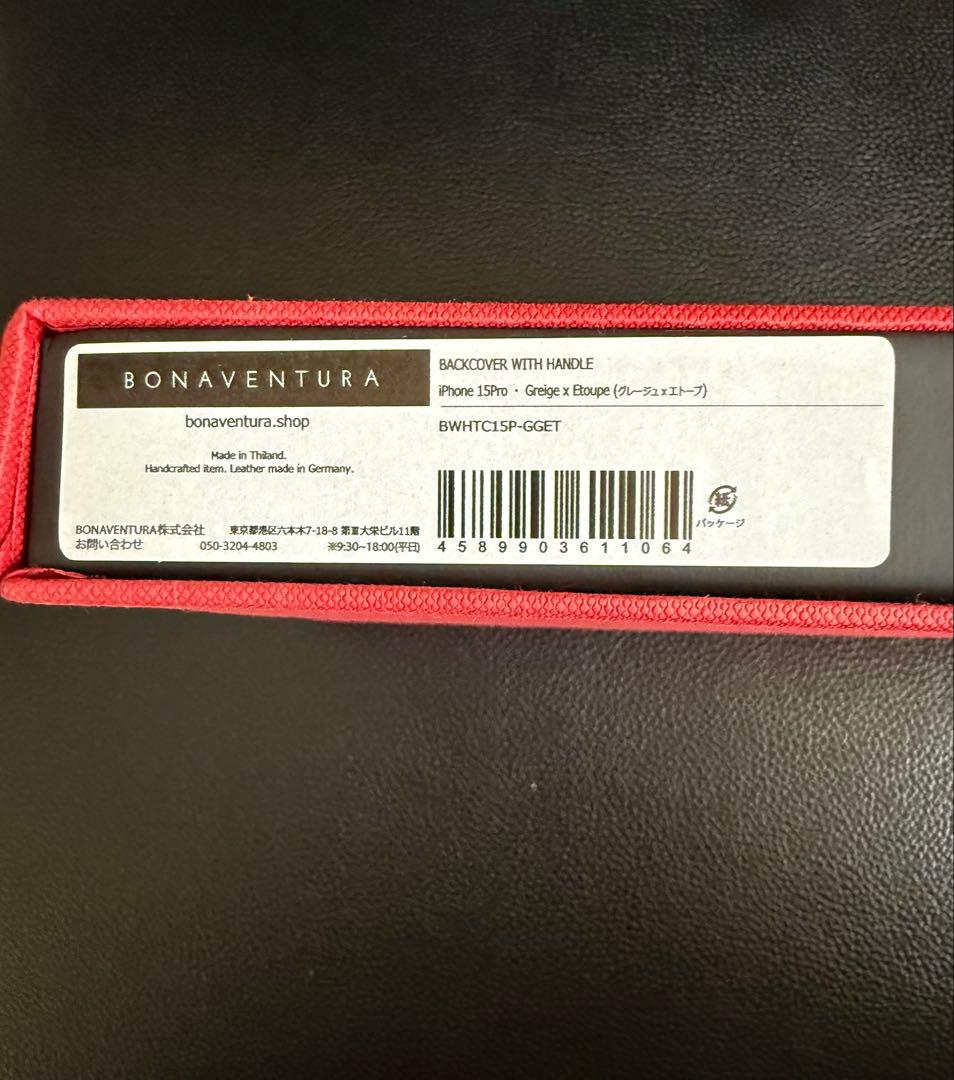 BONAVENTURA
bonaventura.shop
Made in Thiland.
Handcrafted item. Leather made in Germany.
BONAVENTURA株式会社 東京都港区六本木7-18-8 第Ⅲ大栄ビル11階
お問い合わせ 050-3204-4803 ※9:30~18:00(平日)
BACKCOVER WITH HANDLE
iPhone 15Pro・Greige x Etoupe (グレージュxエトープ)
BWHTC15P-GGET
4589903611064
紙
パッケージ